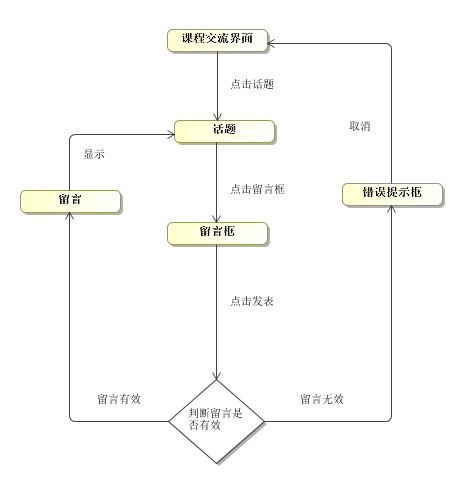 课程交流界面
点击话题
取消
话题
显示
点击留言框
留言
错误提示框
留言框
点击发表
留言有效
留言无效
判断留言是
否有效